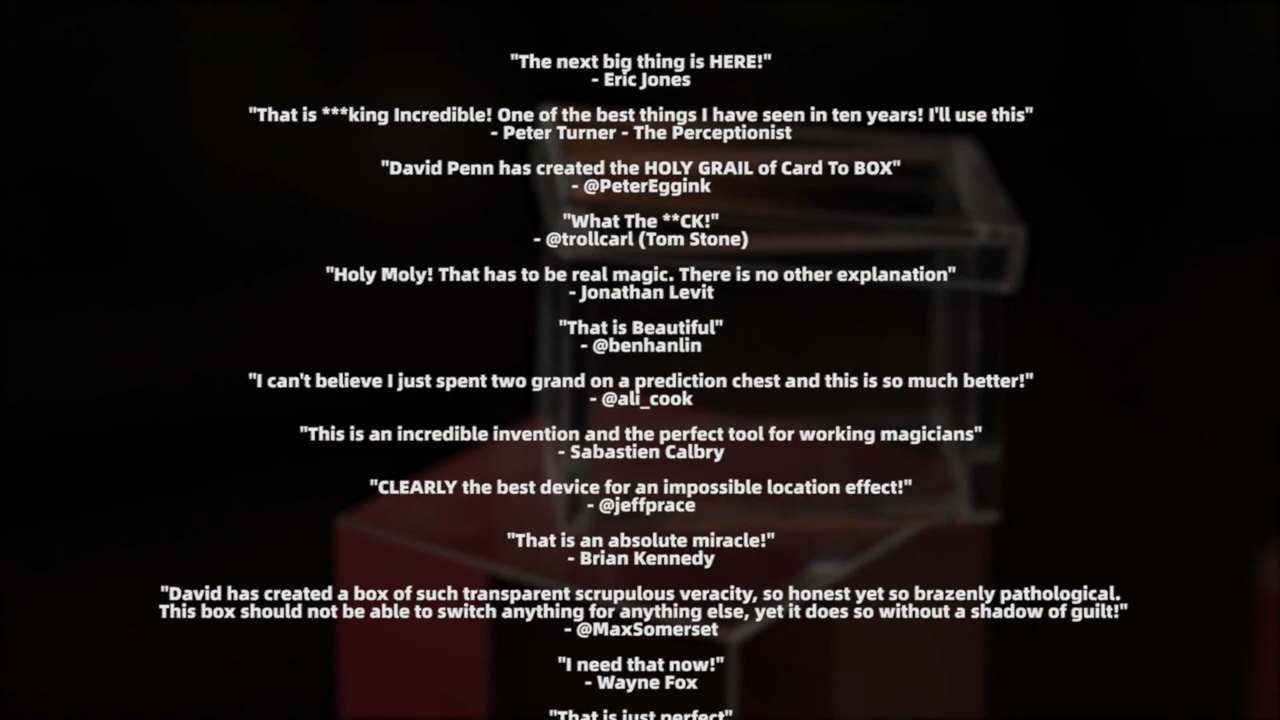 "The next big thing is HERE!"
- Eric Jones
"That is ***king Incredible! One of the best things I have seen in ten years! I'll use this"
- Peter Turner - The Perceptionist
"David Penn has created the HOLY GRAIL of Card To BOX"
- @PeterEggink
"What The **CK!"
- @trollcarl (Tom Stone)
"Holy Moly! That has to be real magic. There is no other explanation"
- Jonathan Levit
"That is Beautiful"
- @benhanlin
"I can't believe I just spent two grand on a prediction chest and this is so much better!"
- @ali_cook
"This is an incredible invention and the perfect tool for working magicians"
- Sabastien Calbry
"CLEARLY the best device for an impossible location effect!"
- @jeffprace
"That is an absolute miracle!"
- Brian Kennedy
"David has created a box of such transparent scrupulous veracity, so honest yet so brazenly pathological.
This box should not be able to switch anything for anything else, yet it does so without a shadow of guilt!"
- @MaxSomerset
"I need that now!"
- Wayne Fox
"That is just perfect"